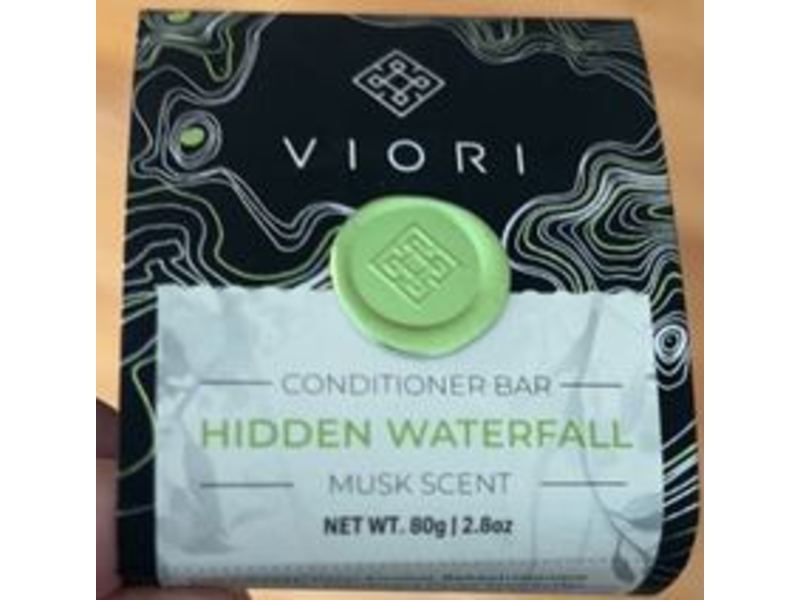 VIORI
CONDITIONER BAR
HIDDEN WATERFALL
MUSK SCENT
NET WT. 80g | 2.8oz